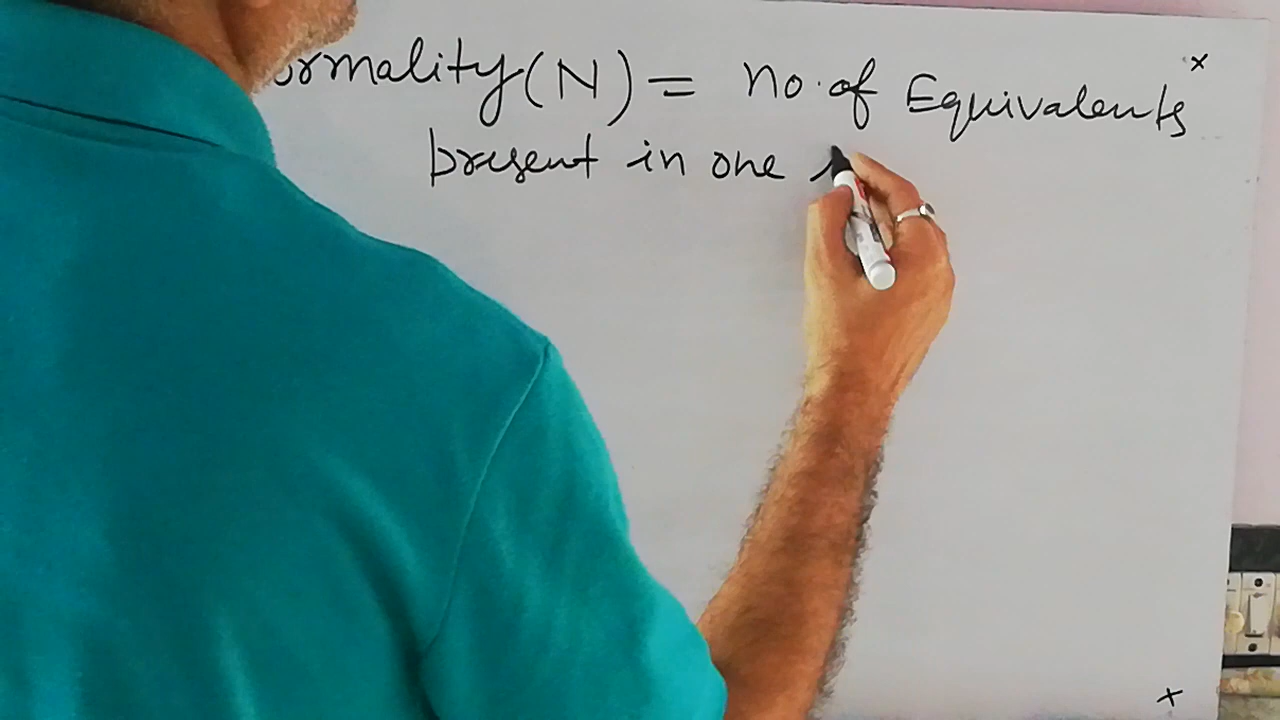 ormality (N) = no. of Equivalents
present in one